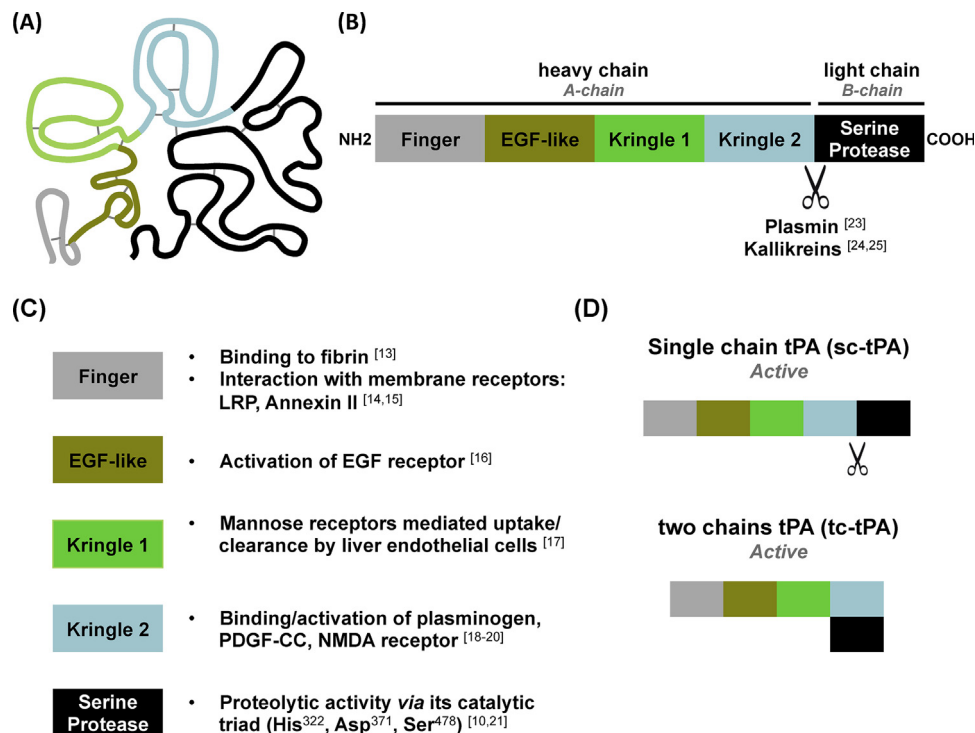 (A)
(B)
heavy chain
A-chain
light chain
B-chain
NH2
Finger
EGF-like
Kringle 1
Kringle 2
Serine
Protease
COOH
Plasmin [23]
Kallikreins [24,25]
(C)
Finger
• Binding to fibrin [13]
• Interaction with membrane receptors:
LRP, Annexin II [14,15]
EGF-like
• Activation of EGF receptor [16]
Kringle 1
• Mannose receptors mediated uptake/
clearance by liver endothelial cells [17]
Kringle 2
• Binding/activation of plasminogen,
PDGF-CC, NMDA receptor [18-20]
Serine
Protease
• Proteolytic activity via its catalytic
triad (His322, Asp371, Ser478) [10,21]
(D)
Single chain tPA (sc-tPA)
Active
two chains tPA (tc-tPA)
Active